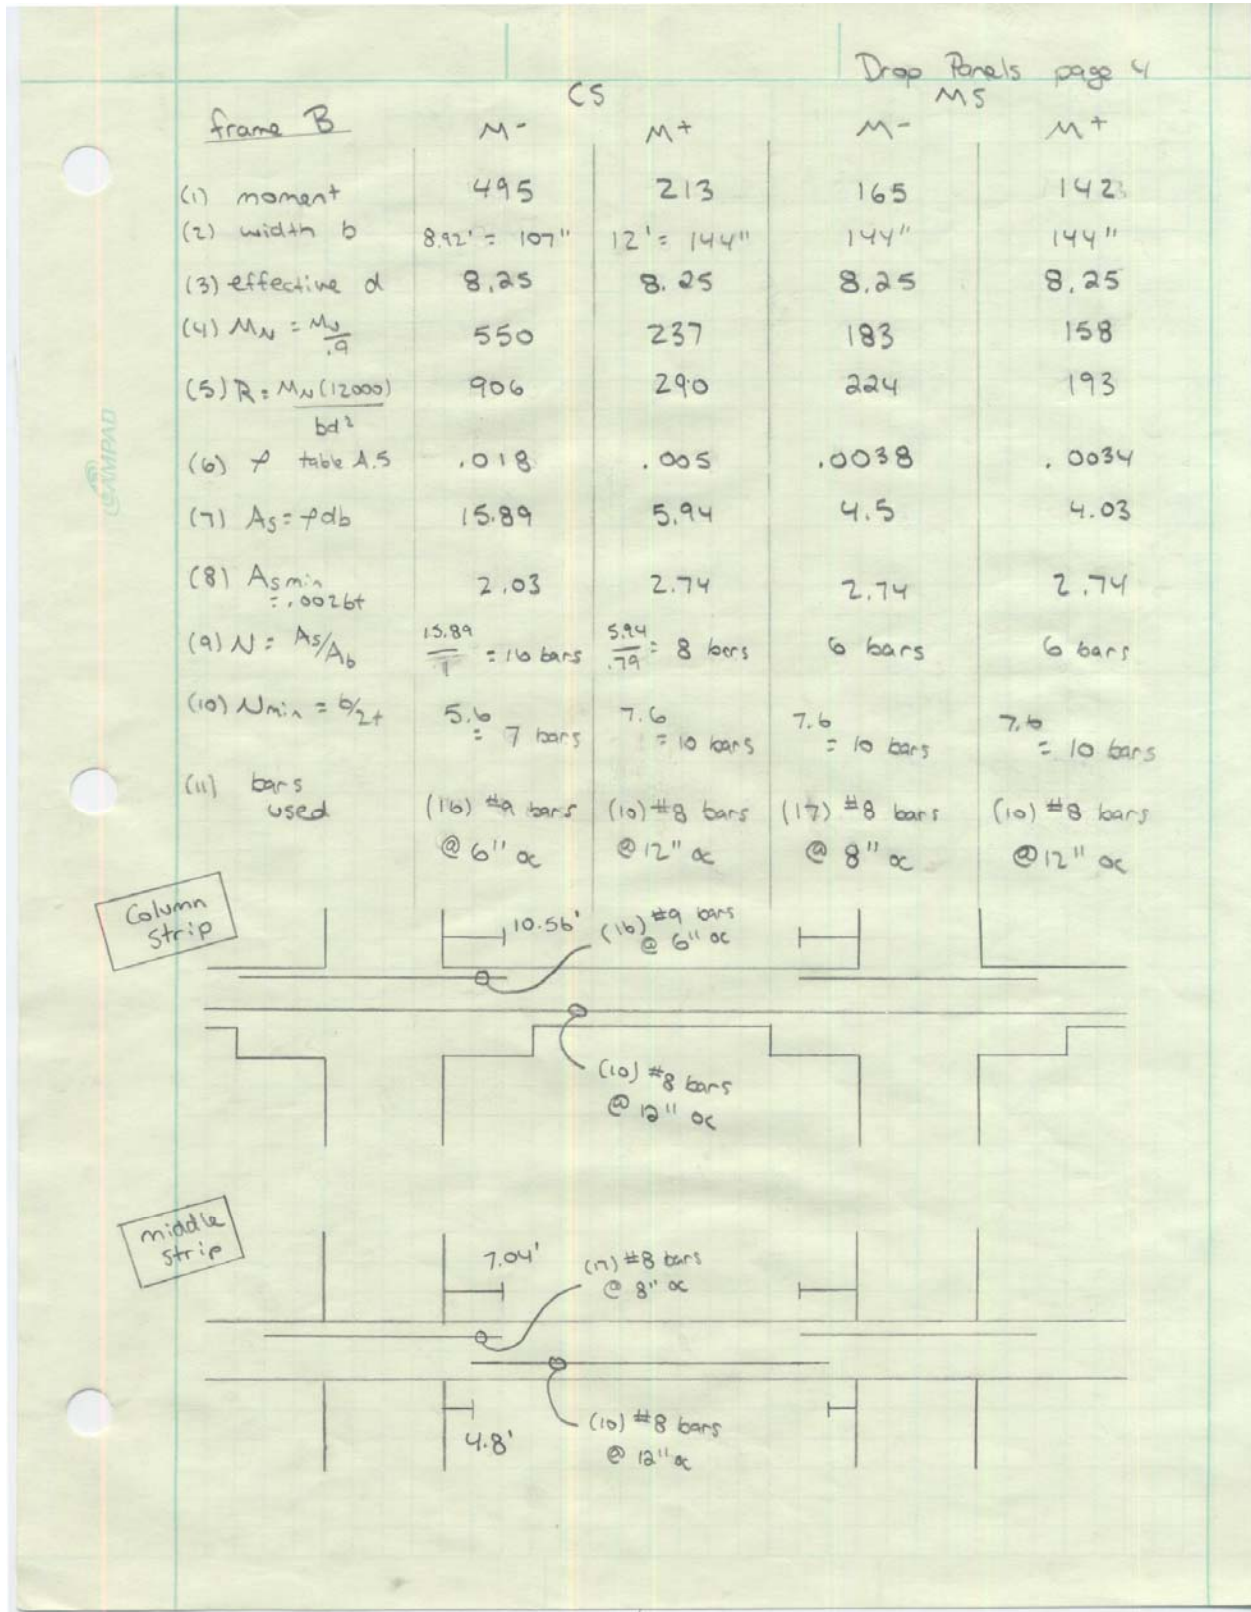 Drop Panels page 4
CS MS
frame B M- M+ M- M+
(1) moment 495 213 165 142
(2) width b 8.92' = 107" 12' = 144" 144" 144"
(3) effective d 8.25 8.25 8.25 8.25
(4) MN = Mu/.9 550 237 183 158
(5) R = MN(12000)/bd² 906 290 224 193
(6) ρ table A.5 .018 .005 .0038 .0034
(7) As = ρdb 15.89 5.94 4.5 4.03
(8) As min = .002bt 2.03 2.74 2.74 2.74
(9) N = As/Ab 15.89/1 = 16 bars 5.94/.79 = 8 bars 6 bars 6 bars
(10) Nmin = b/2t 5.6 = 7 bars 7.6 = 10 bars 7.6 = 10 bars 7.6 = 10 bars
(11) bars used (16) #9 bars (10) #8 bars (17) #8 bars (10) #8 bars
@ 6" oc @ 12" oc @ 8" oc @ 12" oc
Column Strip
10.56' (16) #9 bars
@ 6" oc
(10) #8 bars
@ 12" oc
middle Strip
7.04' (17) #8 bars
@ 8" oc
4.8' (10) #8 bars
@ 12" oc
CAMPAD